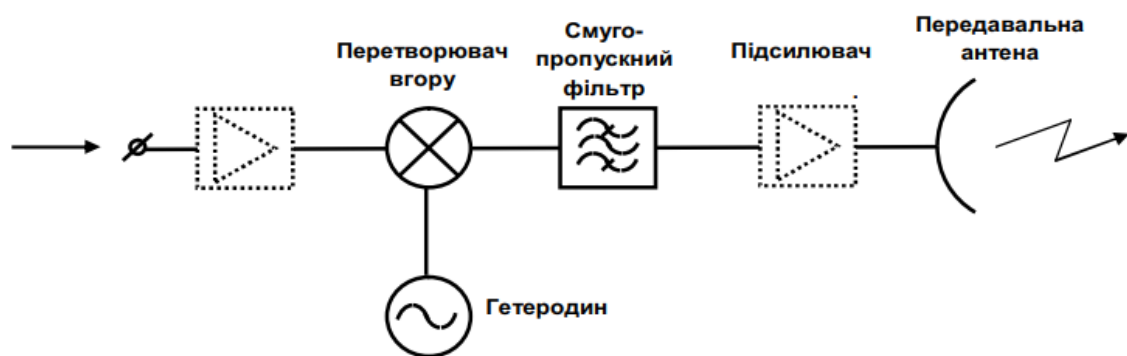 Перетворювач
вгору
Смуго-
пропускний
фільтр
Підсилювач
Передавальна
антена
Гетеродин